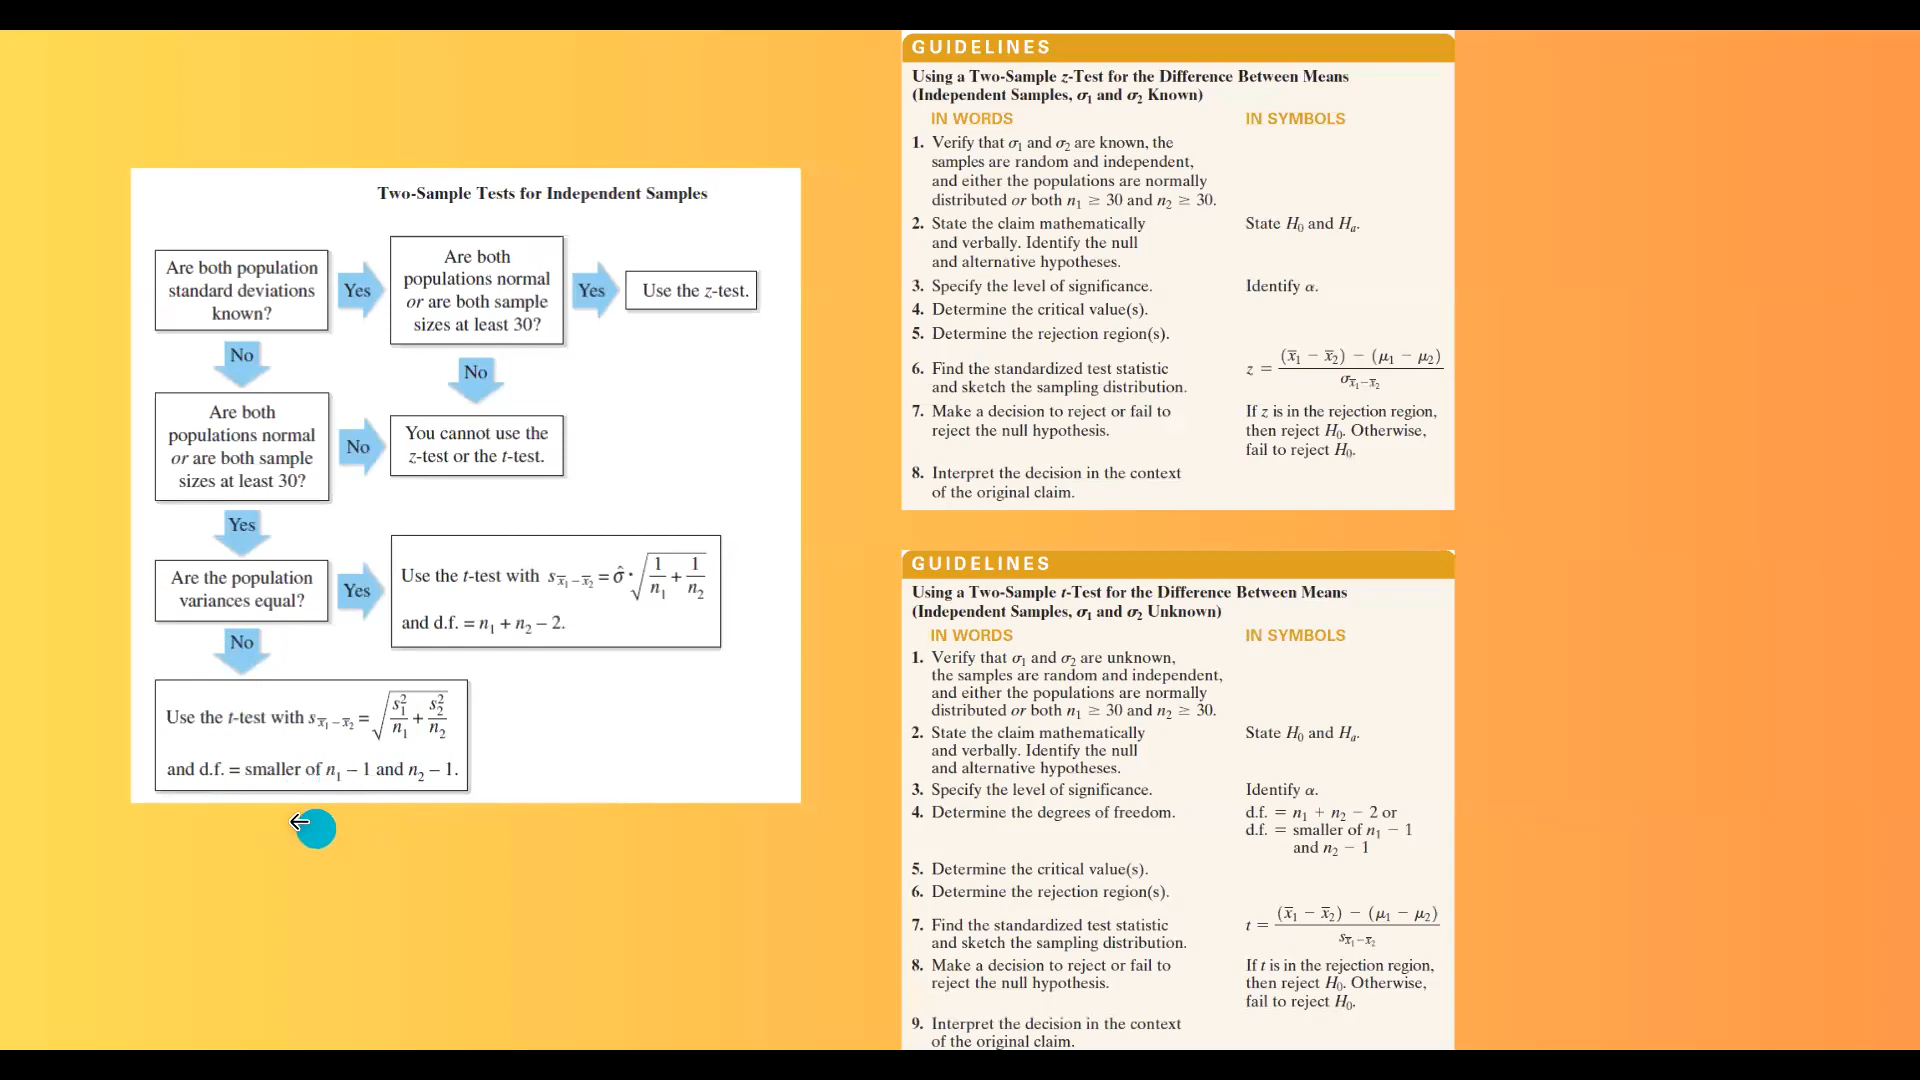 Two-Sample Tests for Independent Samples
Are both population
standard deviations
known?
Yes
Are both
populations normal
or are both sample
sizes at least 30?
Yes
Use the z-test.
No
No
Are both
populations normal
or are both sample
sizes at least 30?
No
You cannot use the
z-test or the t-test.
Yes
Are the population
variances equal?
Yes
Use the t-test with s_{x̄₁ − x̄₂} = σ̂ · √(1/n₁ + 1/n₂)
and d.f. = n₁ + n₂ − 2.
No
Use the t-test with s_{x̄₁ − x̄₂} = √(s₁²/n₁ + s₂²/n₂)
and d.f. = smaller of n₁ − 1 and n₂ − 1.
GUIDELINES
Using a Two-Sample z-Test for the Difference Between Means
(Independent Samples, σ₁ and σ₂ Known)
IN WORDS IN SYMBOLS
1. Verify that σ₁ and σ₂ are known, the
samples are random and independent,
and either the populations are normally
distributed or both n₁ ≥ 30 and n₂ ≥ 30.
2. State the claim mathematically State H₀ and Hₐ.
and verbally. Identify the null
and alternative hypotheses.
3. Specify the level of significance. Identify α.
4. Determine the critical value(s).
5. Determine the rejection region(s).
6. Find the standardized test statistic z = ((x̄₁ − x̄₂) − (μ₁ − μ₂))/σ_{x̄₁−x̄₂}
and sketch the sampling distribution.
7. Make a decision to reject or fail to If z is in the rejection region,
reject the null hypothesis. then reject H₀. Otherwise,
fail to reject H₀.
8. Interpret the decision in the context
of the original claim.
GUIDELINES
Using a Two-Sample t-Test for the Difference Between Means
(Independent Samples, σ₁ and σ₂ Unknown)
IN WORDS IN SYMBOLS
1. Verify that σ₁ and σ₂ are unknown,
the samples are random and independent,
and either the populations are normally
distributed or both n₁ ≥ 30 and n₂ ≥ 30.
2. State the claim mathematically State H₀ and Hₐ.
and verbally. Identify the null
and alternative hypotheses.
3. Specify the level of significance. Identify α.
4. Determine the degrees of freedom. d.f. = n₁ + n₂ − 2 or
d.f. = smaller of n₁ − 1
and n₂ − 1
5. Determine the critical value(s).
6. Determine the rejection region(s).
7. Find the standardized test statistic t = ((x̄₁ − x̄₂) − (μ₁ − μ₂))/s_{x̄₁−x̄₂}
and sketch the sampling distribution.
8. Make a decision to reject or fail to If t is in the rejection region,
reject the null hypothesis. then reject H₀. Otherwise,
fail to reject H₀.
9. Interpret the decision in the context
of the original claim.